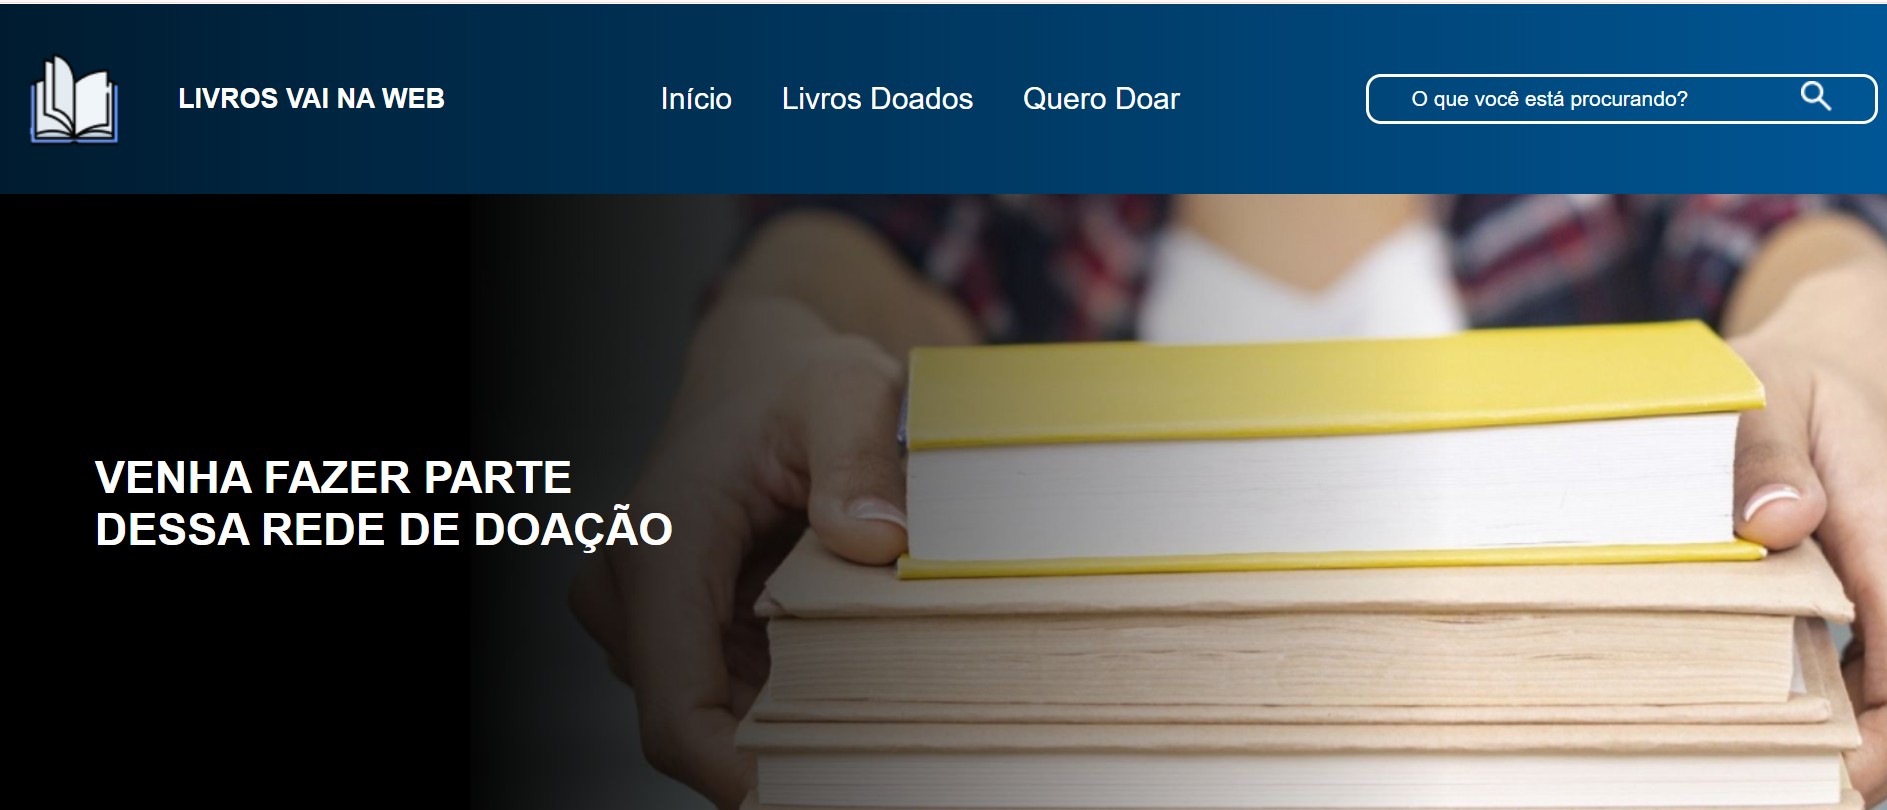 LIVROS VAI NA WEB
Início
Livros Doados
Quero Doar
O que você está procurando?
VENHA FAZER PARTE
DESSA REDE DE DOAÇÃO